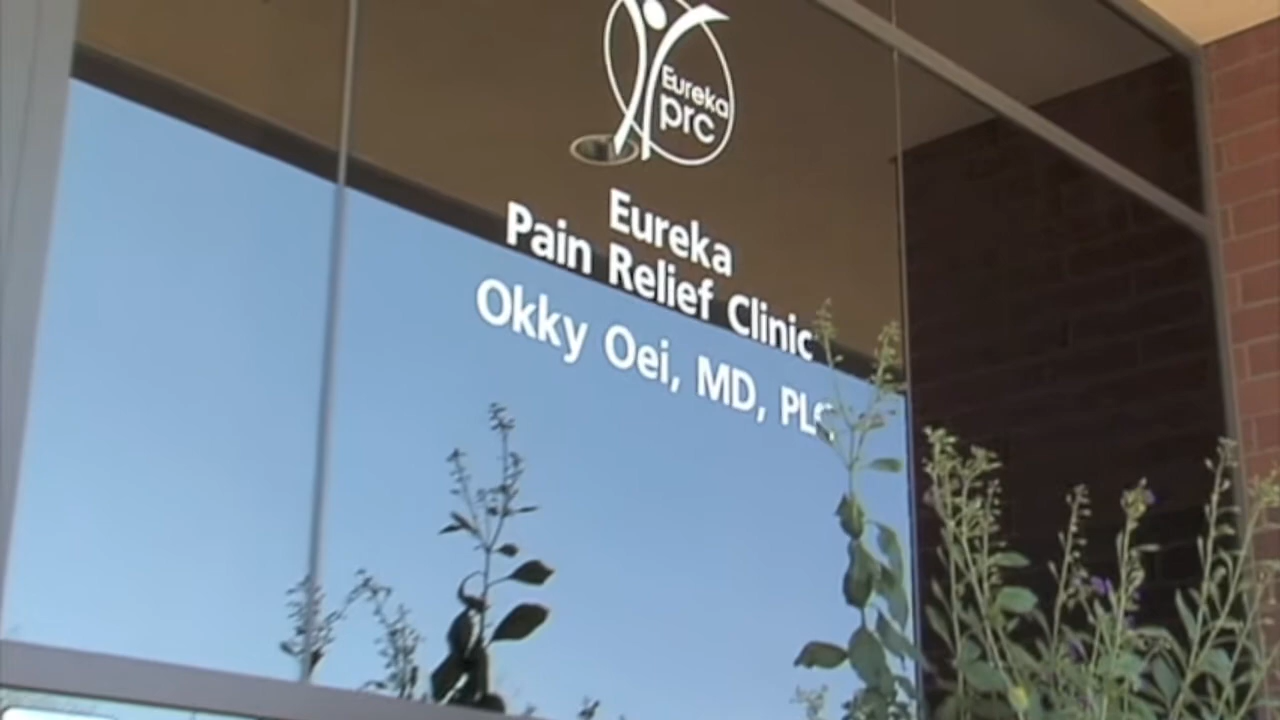 Eureka
prc
Eureka
Pain Relief Clinic
Okky Oei, MD,